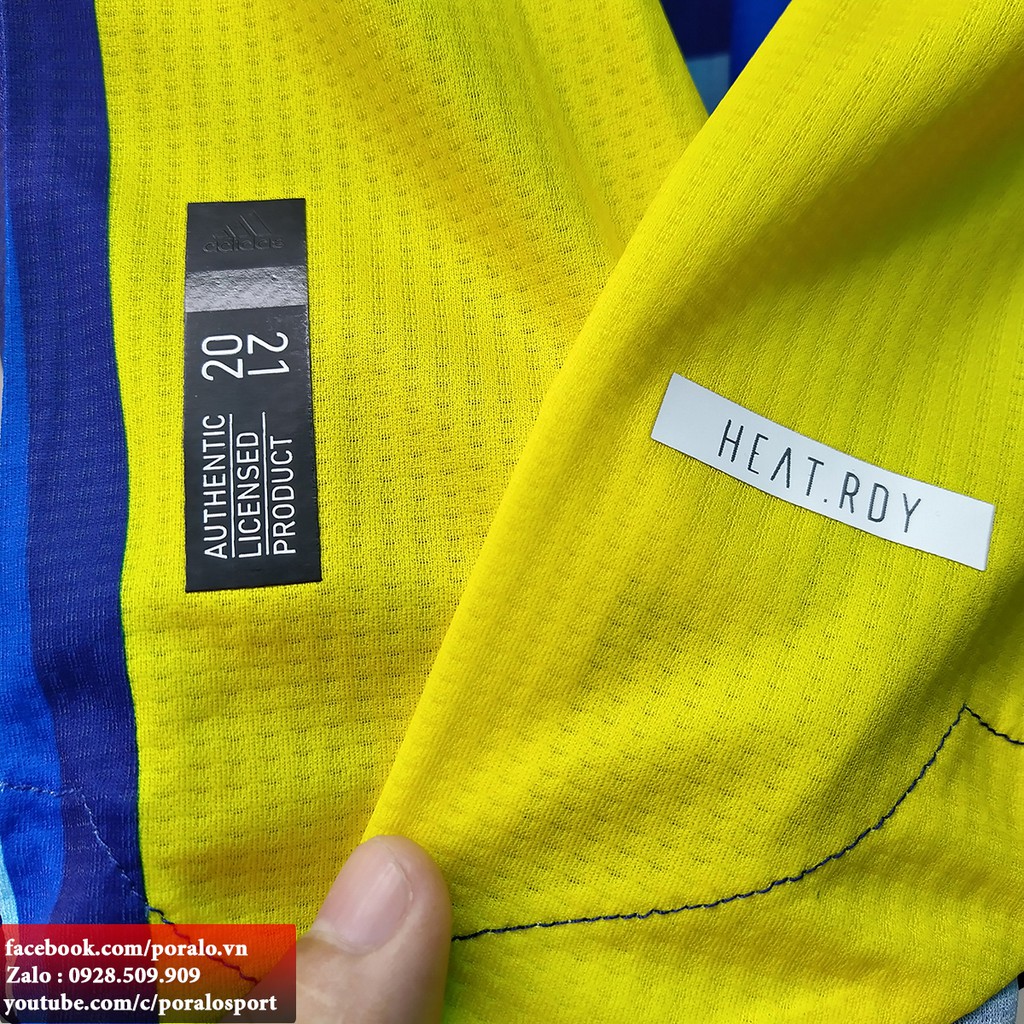 adidas
20
21
AUTHENTIC
LICENSED
PRODUCT
HEAT.RDY
facebook.com/poralo.vn
Zalo : 0928.509.909
youtube.com/c/poralosport